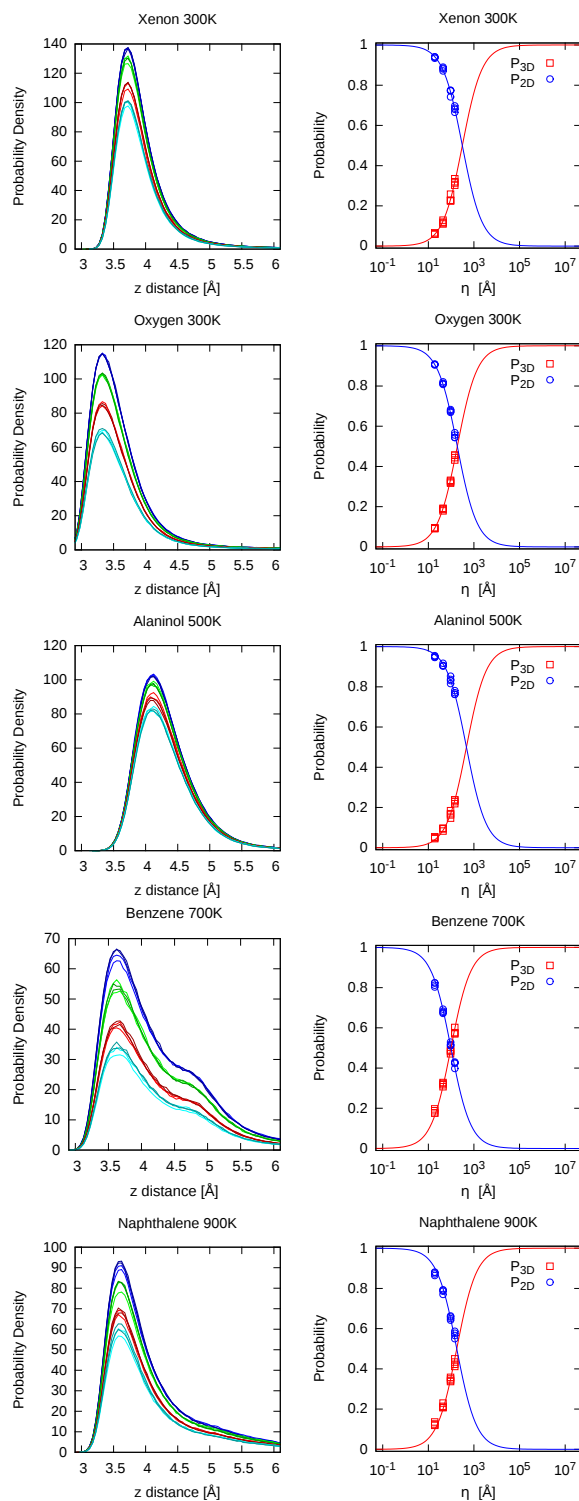 Xenon 300K
Probability Density
140
120
100
80
60
40
20
0
3 3.5 4 4.5 5 5.5 6
z distance [Å]
Xenon 300K
Probability
1
0.8
0.6
0.4
0.2
0
P3D
P2D
10-1 101 103 105 107
η [Å]
Oxygen 300K
Probability Density
120
100
80
60
40
20
0
3 3.5 4 4.5 5 5.5 6
z distance [Å]
Oxygen 300K
Probability
1
0.8
0.6
0.4
0.2
0
P3D
P2D
10-1 101 103 105 107
η [Å]
Alaninol 500K
Probability Density
120
100
80
60
40
20
0
3 3.5 4 4.5 5 5.5 6
z distance [Å]
Alaninol 500K
Probability
1
0.8
0.6
0.4
0.2
0
P3D
P2D
10-1 101 103 105 107
η [Å]
Benzene 700K
Probability Density
70
60
50
40
30
20
10
0
3 3.5 4 4.5 5 5.5 6
z distance [Å]
Benzene 700K
Probability
1
0.8
0.6
0.4
0.2
0
P3D
P2D
10-1 101 103 105 107
η [Å]
Naphthalene 900K
Probability Density
100
90
80
70
60
50
40
30
20
10
0
3 3.5 4 4.5 5 5.5 6
z distance [Å]
Naphthalene 900K
Probability
1
0.8
0.6
0.4
0.2
0
P3D
P2D
10-1 101 103 105 107
η [Å]